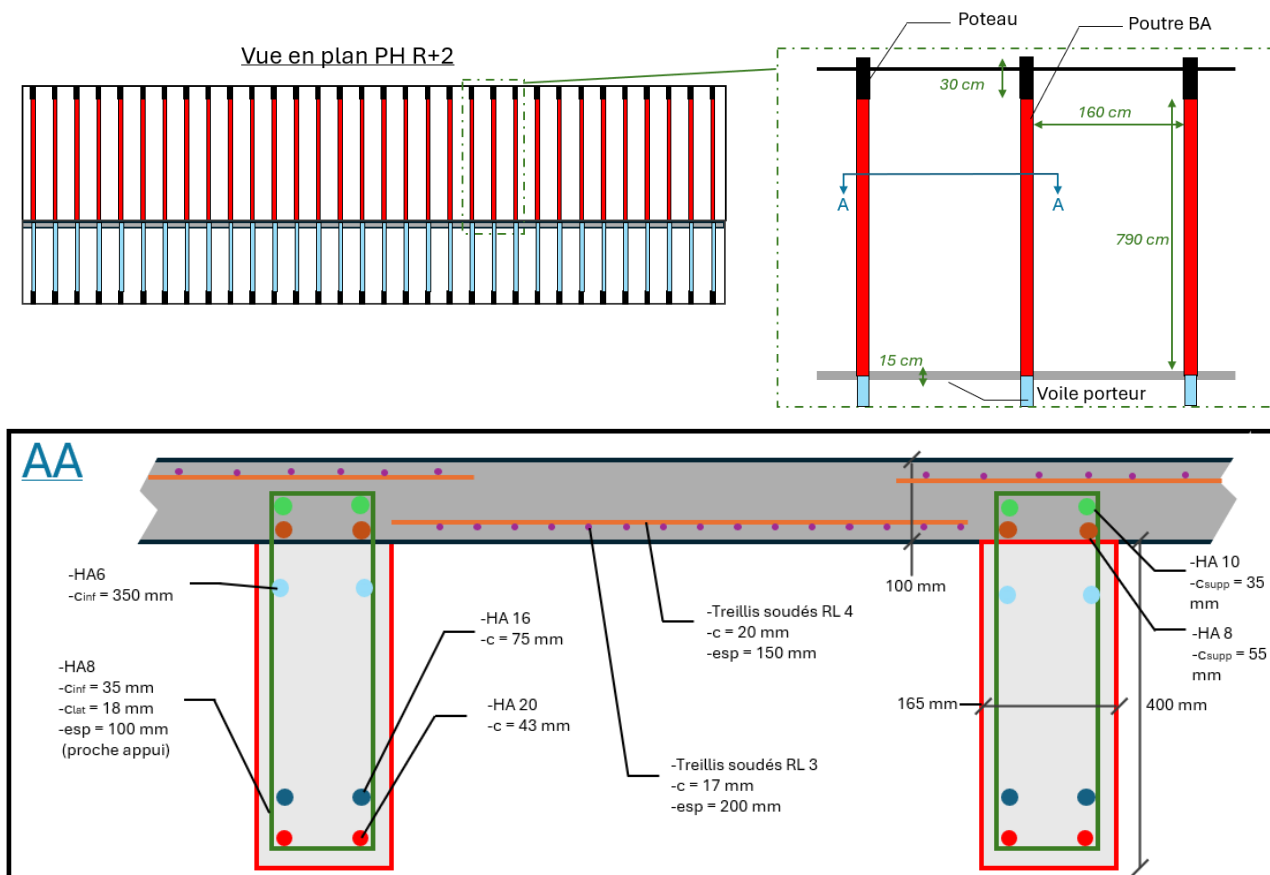 Vue en plan PH R+2
Poteau
Poutre BA
30 cm
160 cm
A
A
790 cm
15 cm
Voile porteur
AA
-HA6
-Cinf = 350 mm
-HA 16
-c = 75 mm
-HA8
-Cinf = 35 mm
-Clat = 18 mm
-esp = 100 mm
(proche appui)
-HA 20
-c = 43 mm
-Treillis soudés RL 4
-c = 20 mm
-esp = 150 mm
-Treillis soudés RL 3
-c = 17 mm
-esp = 200 mm
100 mm
165 mm
400 mm
-HA 10
-Csupp = 35
mm
-HA 8
-Csupp = 55
mm